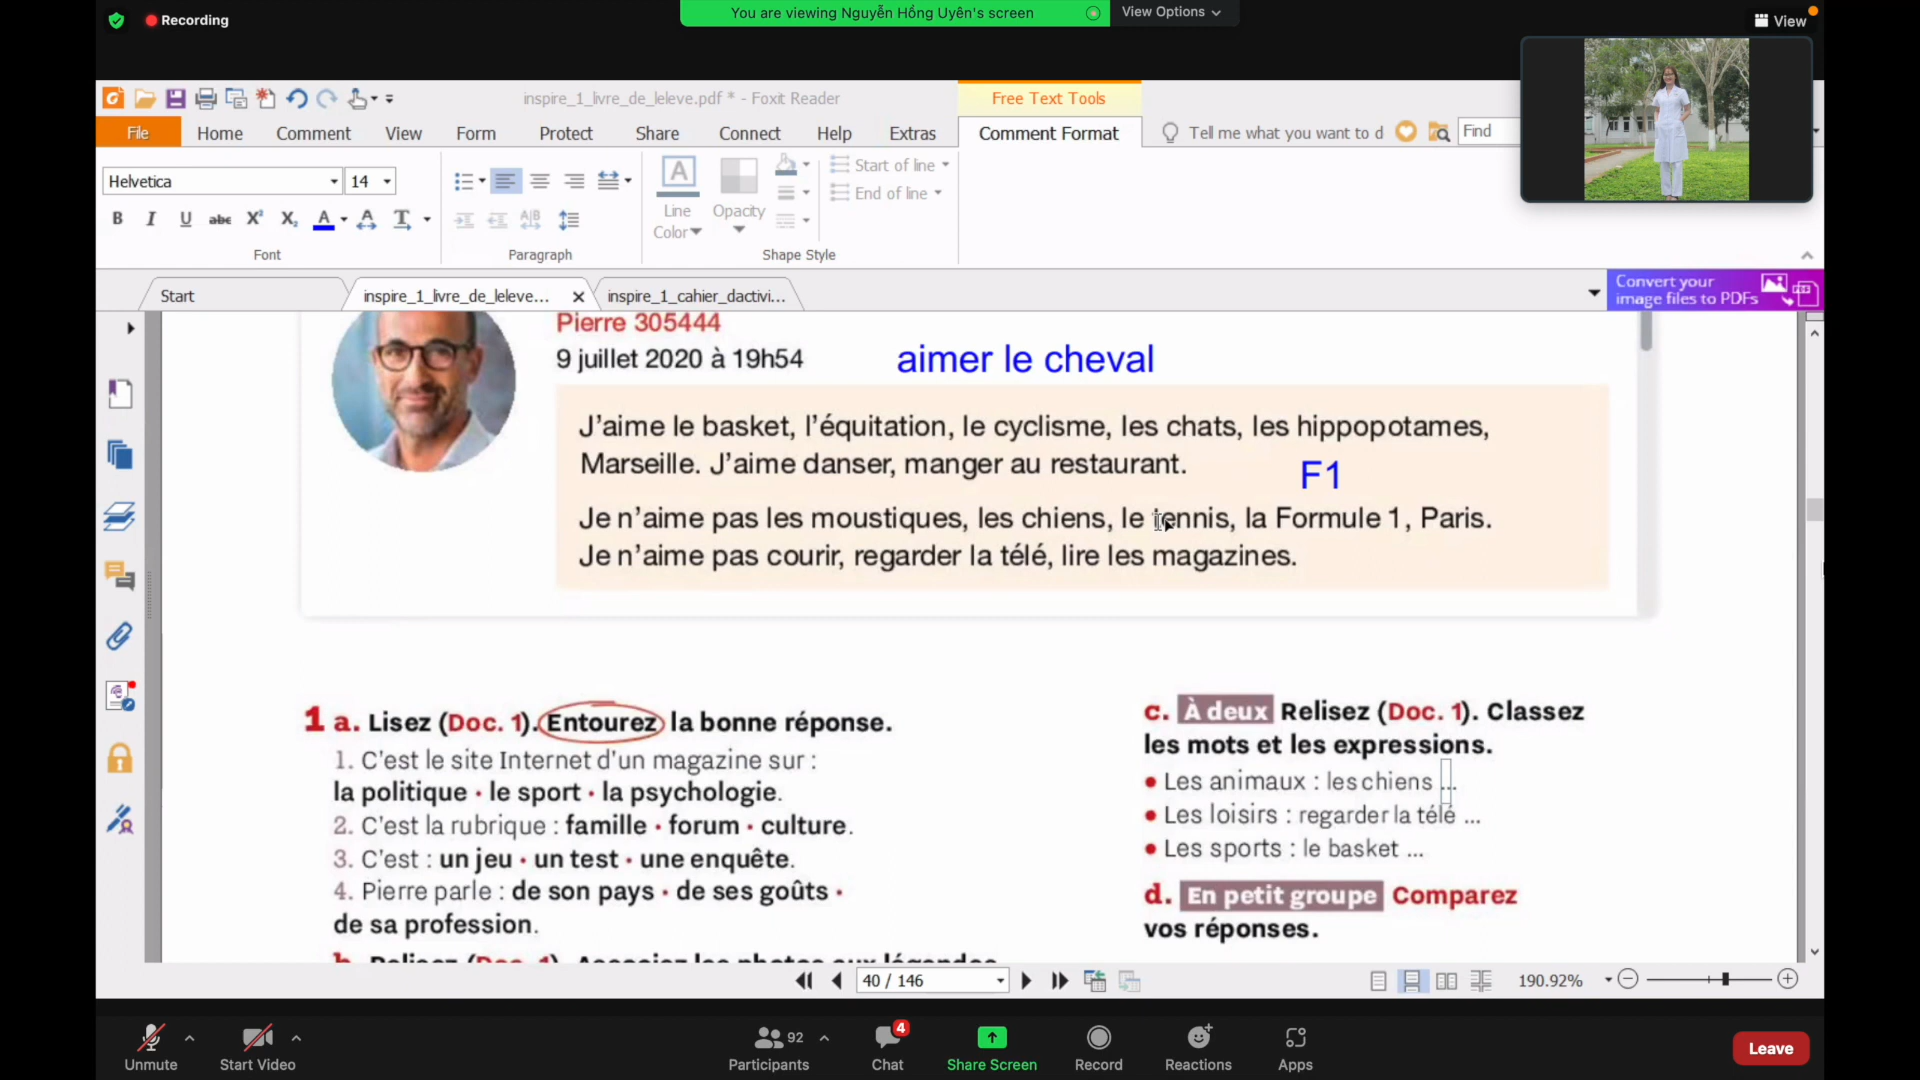 Recording
You are viewing Nguyễn Hồng Uyên's screen
View Options
View
inspire_1_livre_de_leleve.pdf * - Foxit Reader
Free Text Tools
File
Home
Comment
View
Form
Protect
Share
Connect
Help
Extras
Comment Format
Tell me what you want to d
Find
Helvetica
14
Line
Color
Opacity
Start of line
End of line
Font
Paragraph
Shape Style
Start
inspire_1_livre_de_leleve...
inspire_1_cahier_dactivi...
Convert your
image files to PDFs
Pierre 305444
9 juillet 2020 à 19h54
aimer le cheval
J'aime le basket, l'équitation, le cyclisme, les chats, les hippopotames,
Marseille. J'aime danser, manger au restaurant.
F1
Je n'aime pas les moustiques, les chiens, le tennis, la Formule 1, Paris.
Je n'aime pas courir, regarder la télé, lire les magazines.
1 a. Lisez (Doc. 1). Entourez la bonne réponse.
1. C'est le site Internet d'un magazine sur :
la politique • le sport • la psychologie.
2. C'est la rubrique : famille • forum • culture.
3. C'est : un jeu • un test • une enquête.
4. Pierre parle : de son pays • de ses goûts •
de sa profession.
b. Relisez (Doc. 1). Associez les photos aux légendes
c. À deux Relisez (Doc. 1). Classez
les mots et les expressions.
• Les animaux : les chiens ...
• Les loisirs : regarder la télé ...
• Les sports : le basket ...
d. En petit groupe Comparez
vos réponses.
40 / 146
190.92%
Unmute
Start Video
92
Participants
4
Chat
Share Screen
Record
Reactions
Apps
Leave